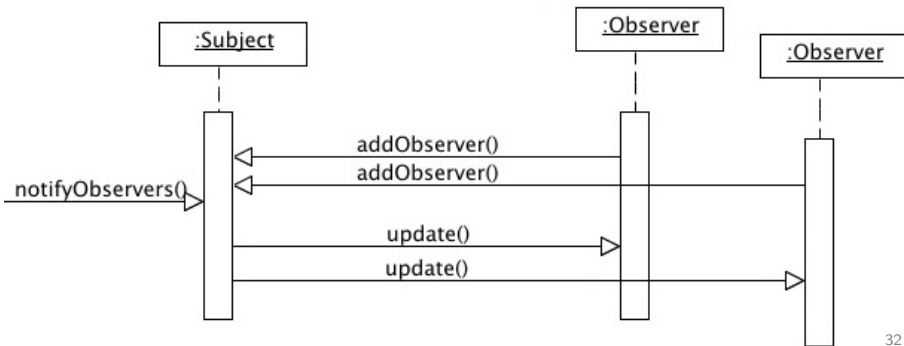 :Subject
:Observer
:Observer
addObserver()
addObserver()
notifyObservers()
update()
update()
32